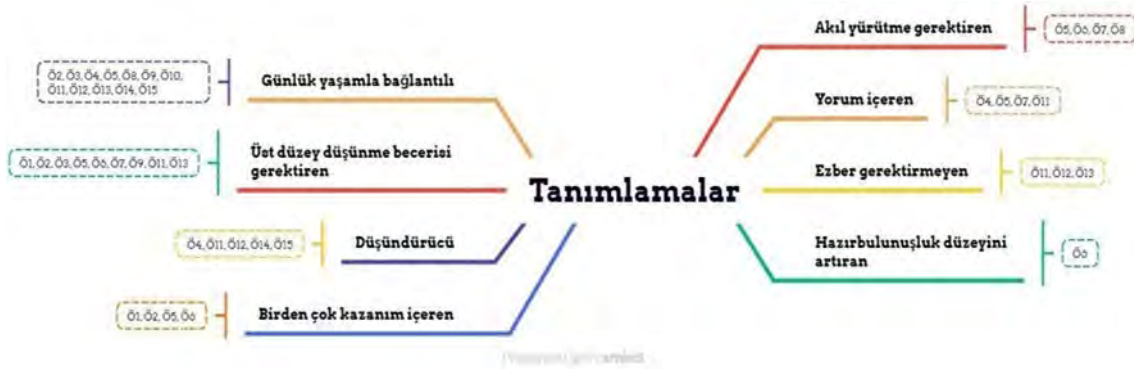 Akıl yürütme gerektiren
Ö5, Ö6, Ö7, Ö8
Günlük yaşamla bağlantılı
Ö2, Ö3, Ö4, Ö5, Ö8, Ö9, Ö10,
Ö11, Ö12, Ö13, Ö14, Ö15
Yorum içeren
Ö4, Ö5, Ö7, Ö11
Üst düzey düşünme becerisi
gerektiren
Ö1, Ö2, Ö3, Ö5, Ö6, Ö7, Ö9, Ö11, Ö13
Tanımlamalar
Ezber gerektirmeyen
Ö11, Ö12, Ö13
Düşündürücü
Ö4, Ö11, Ö12, Ö14, Ö15
Hazırbulunuşluk düzeyini
artıran
Ö6
Birden çok kazanım içeren
Ö1, Ö2, Ö5, Ö6